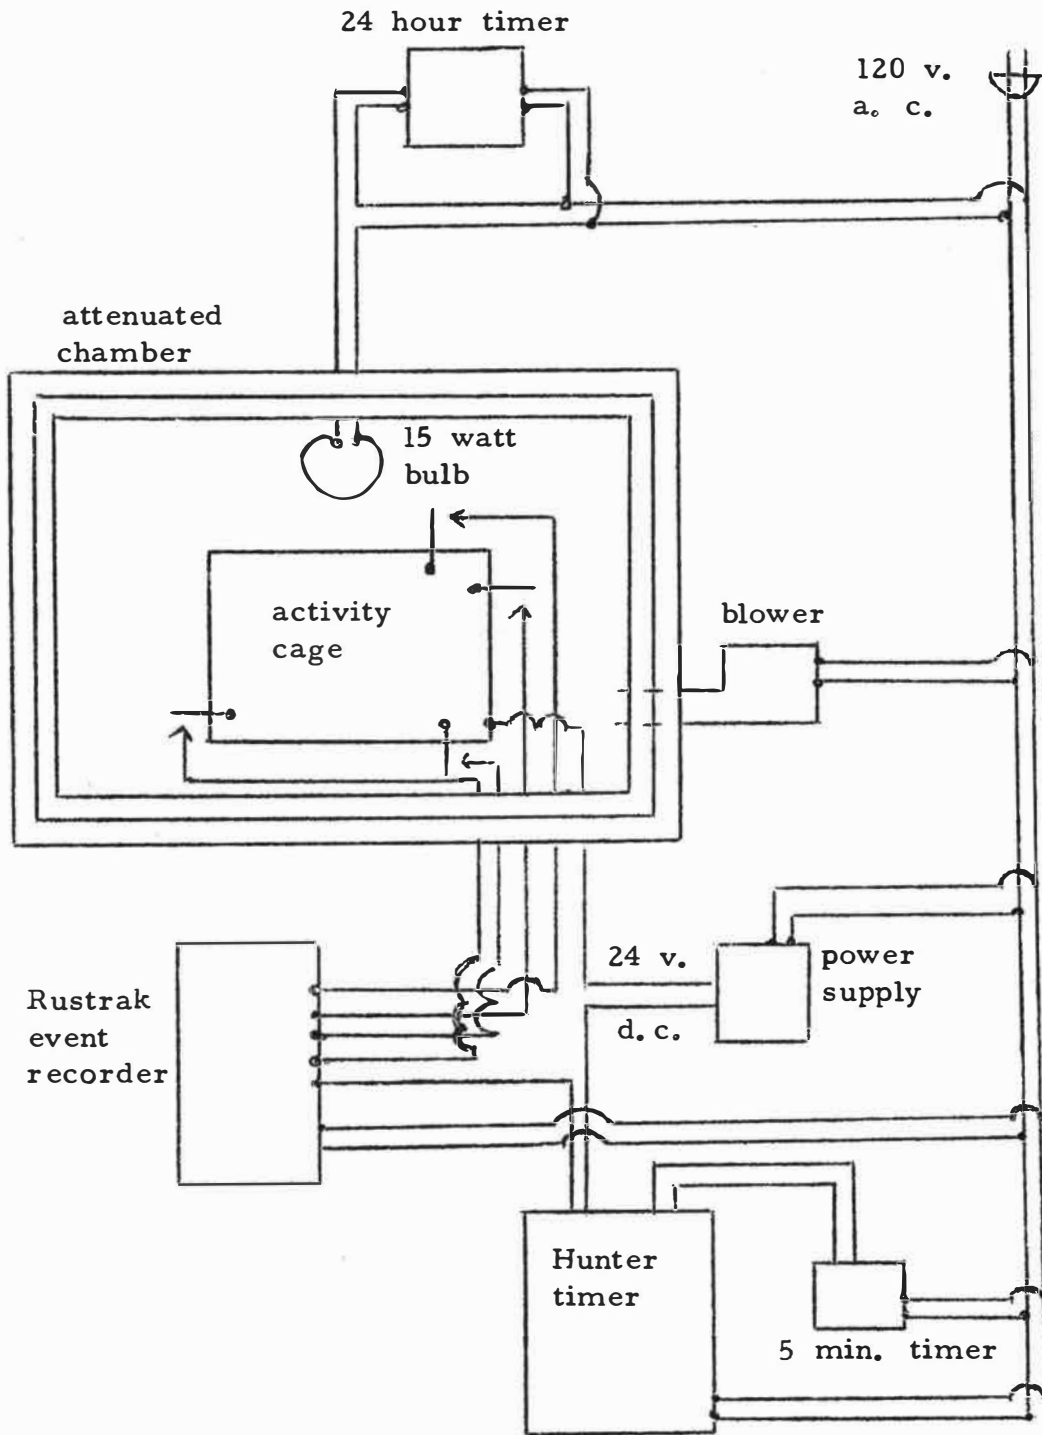 24 hour timer
120 v.
a. c.
attenuated
chamber
15 watt
bulb
activity
cage
blower
24 v.
d. c.
power
supply
Rustrak
event
recorder
Hunter
timer
5 min. timer